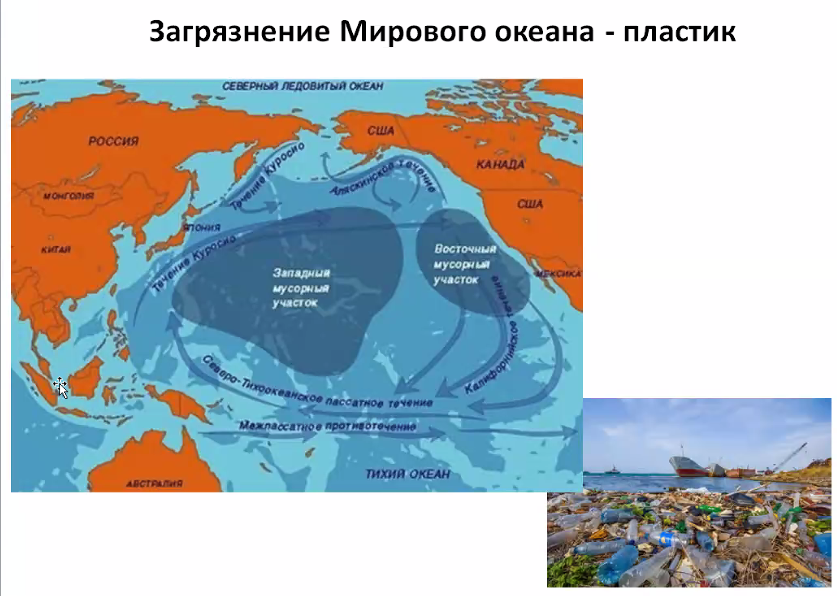 Загрязнение Мирового океана - пластик
СЕВЕРНЫЙ ЛЕДОВИТЫЙ ОКЕАН
РОССИЯ
США
КАНАДА
Течение Куросио
Аляскинское течение
МОНГОЛИЯ
США
ЯПОНИЯ
КИТАЙ
Течение Куросио
Западный
мусорный
участок
Восточный
мусорный
участок
МЕКСИКА
Калифорнийское течение
Северо-Тихоокеанское пассатное течение
Межпассатное противотечение
ТИХИЙ ОКЕАН
АВСТРАЛИЯ